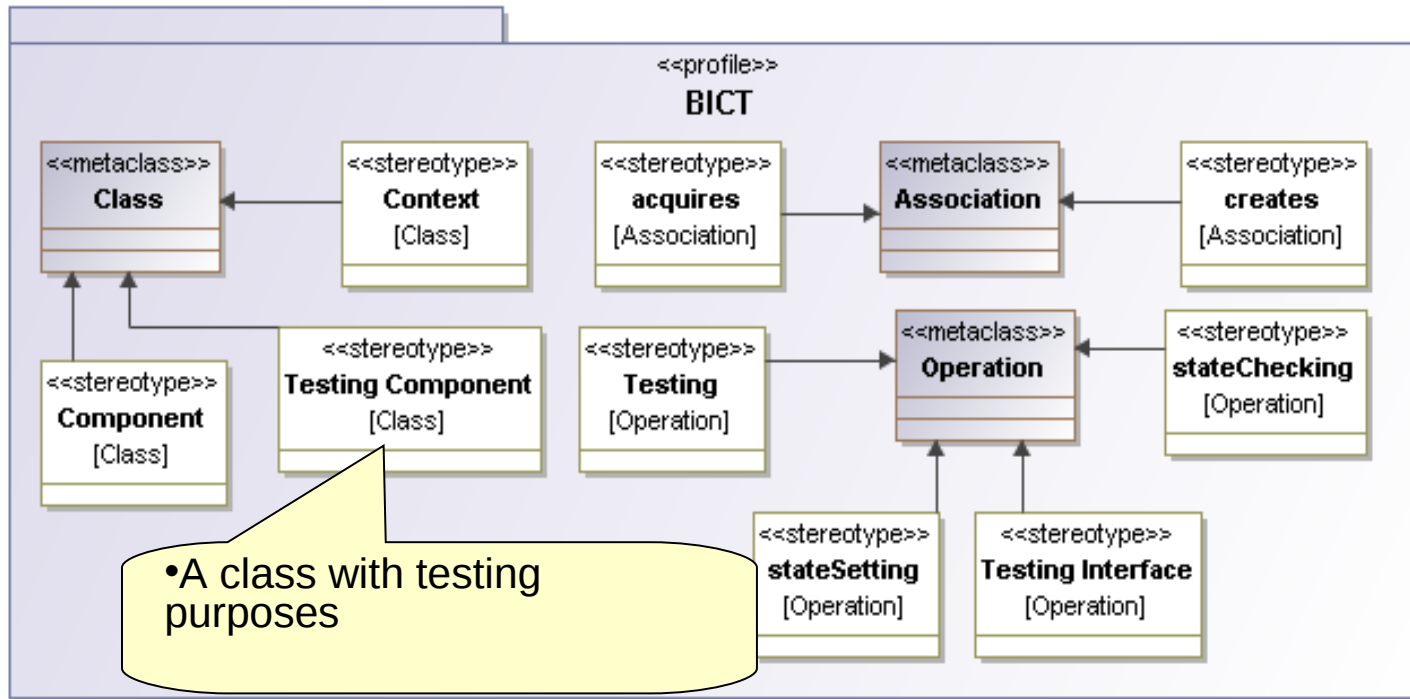 <<profile>>
BICT
<<metaclass>>
Class
<<stereotype>>
Context
[Class]
<<stereotype>>
acquires
[Association]
<<metaclass>>
Association
<<stereotype>>
creates
[Association]
<<stereotype>>
Component
[Class]
<<stereotype>>
Testing Component
[Class]
<<stereotype>>
Testing
[Operation]
<<metaclass>>
Operation
<<stereotype>>
stateChecking
[Operation]
<<stereotype>>
stateSetting
[Operation]
<<stereotype>>
Testing Interface
[Operation]
•A class with testing
purposes